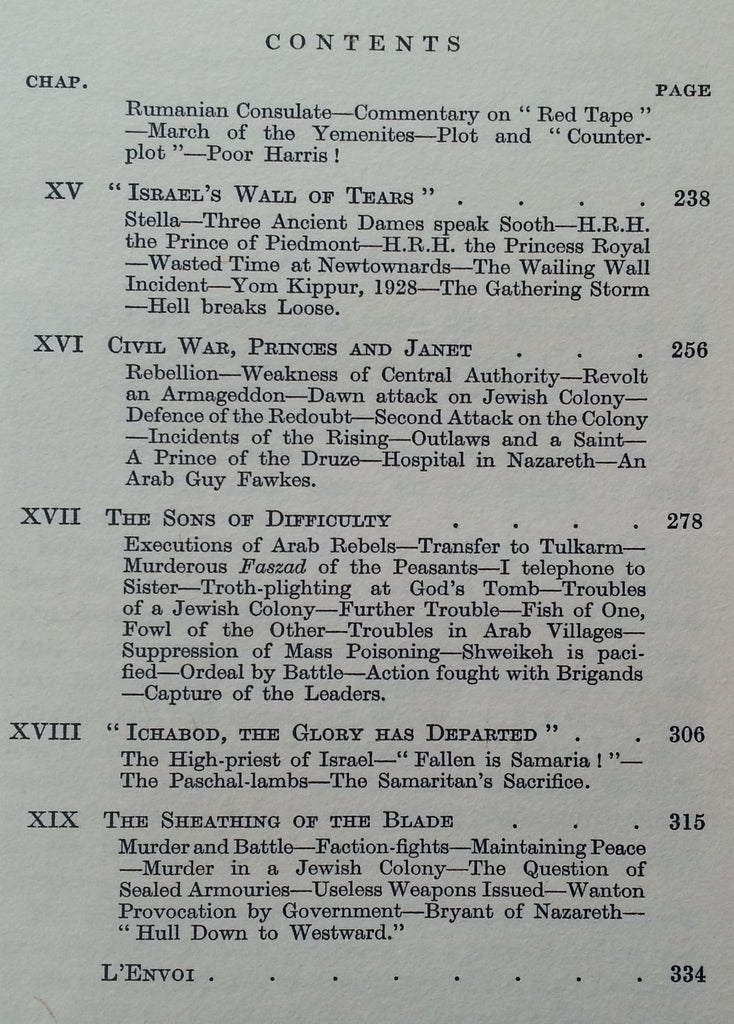 CONTENTS
CHAP.
PAGE
Rumanian Consulate—Commentary on “ Red Tape ”
—March of the Yemenites—Plot and “ Counter-
plot ”—Poor Harris !
XV “ ISRAEL’S WALL OF TEARS ” . . . . 238
Stella—Three Ancient Dames speak Sooth—H.R.H.
the Prince of Piedmont—H.R.H. the Princess Royal
—Wasted Time at Newtownards—The Wailing Wall
Incident—Yom Kippur, 1928—The Gathering Storm
—Hell breaks Loose.
XVI CIVIL WAR, PRINCES AND JANET . . . 256
Rebellion—Weakness of Central Authority—Revolt
an Armageddon—Dawn attack on Jewish Colony—
Defence of the Redoubt—Second Attack on the Colony
—Incidents of the Rising—Outlaws and a Saint—
A Prince of the Druze—Hospital in Nazareth—An
Arab Guy Fawkes.
XVII THE SONS OF DIFFICULTY . . . . 278
Executions of Arab Rebels—Transfer to Tulkarm—
Murderous Faszad of the Peasants—I telephone to
Sister—Troth-plighting at God’s Tomb—Troubles
of a Jewish Colony—Further Trouble—Fish of One,
Fowl of the Other—Troubles in Arab Villages—
Suppression of Mass Poisoning—Shweikeh is paci-
fied—Ordeal by Battle—Action fought with Brigands
—Capture of the Leaders.
XVIII “ ICHABOD, THE GLORY HAS DEPARTED ” . . 306
The High-priest of Israel—“ Fallen is Samaria ! ”—
The Paschal-lambs—The Samaritan’s Sacrifice.
XIX THE SHEATHING OF THE BLADE . . . 315
Murder and Battle—Faction-fights—Maintaining Peace
—Murder in a Jewish Colony—The Question of
Sealed Armouries—Useless Weapons Issued—Wanton
Provocation by Government—Bryant of Nazareth—
“ Hull Down to Westward.”
L’ENVOI . . . . . . . . 334